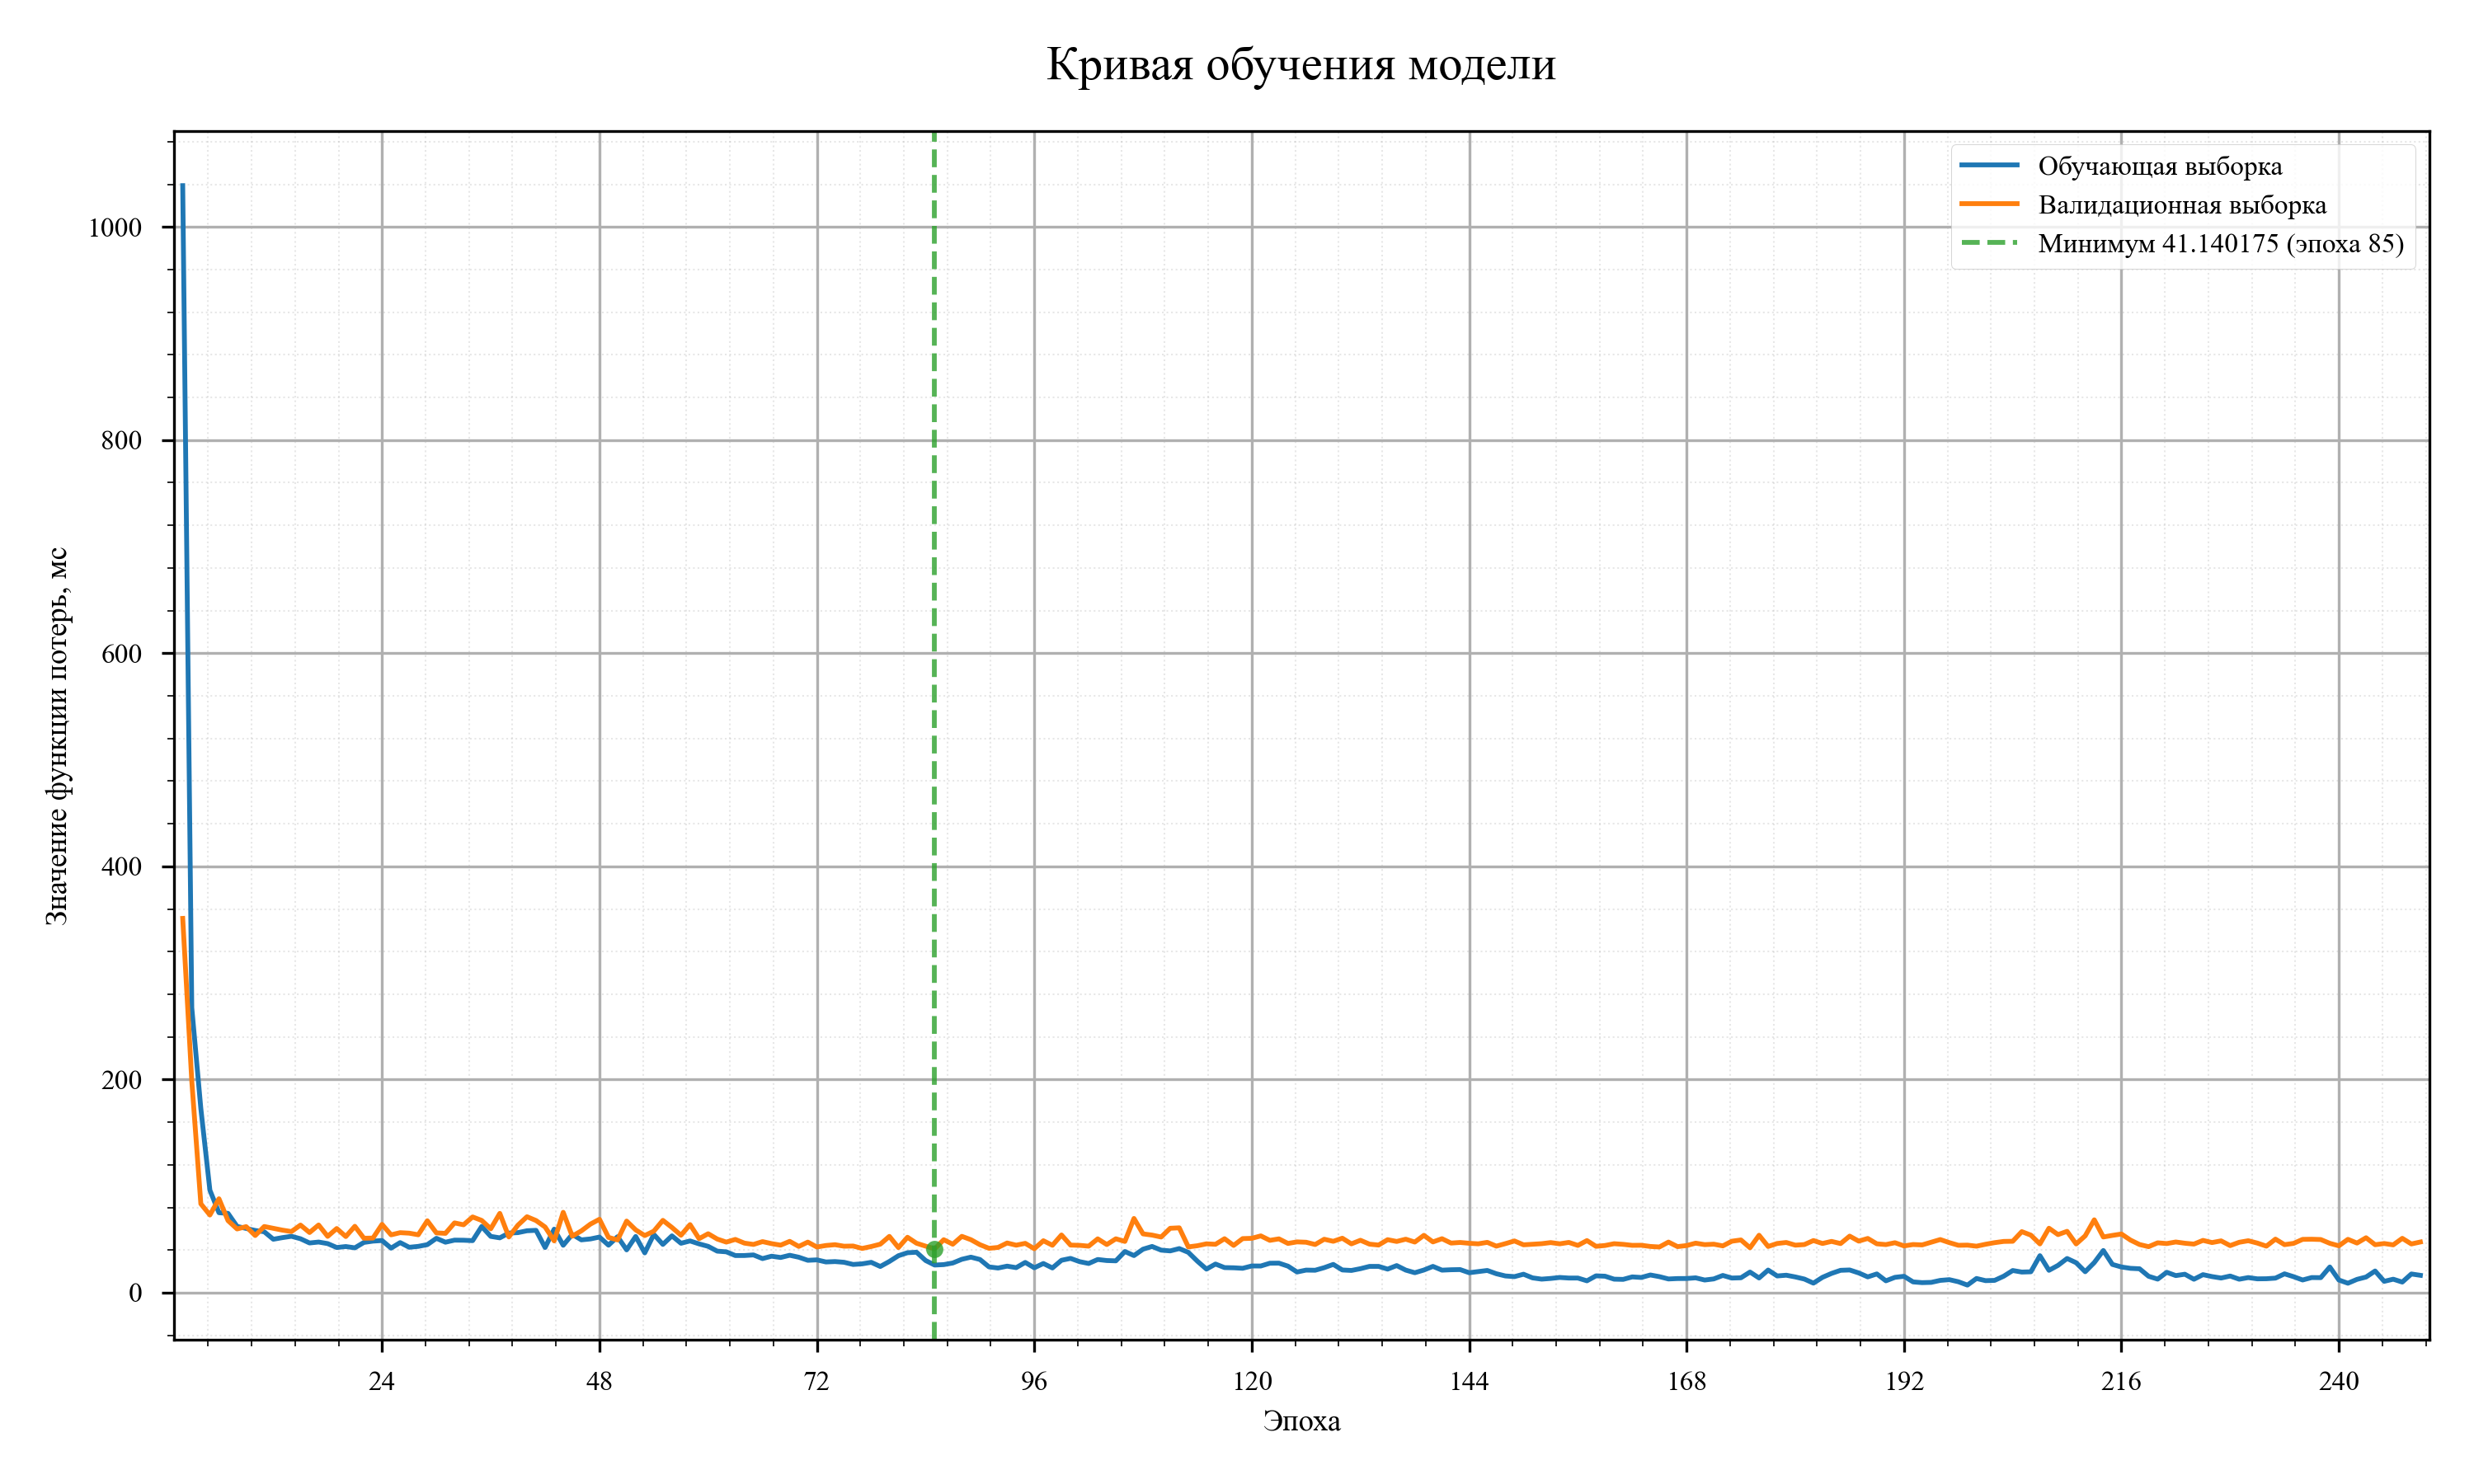 Кривая обучения модели
Обучающая выборка
Валидационная выборка
Минимум 41.140175 (эпоха 85)
Значение функции потерь, мс
1000
800
600
400
200
0
24 48 72 96 120 144 168 192 216 240
Эпоха